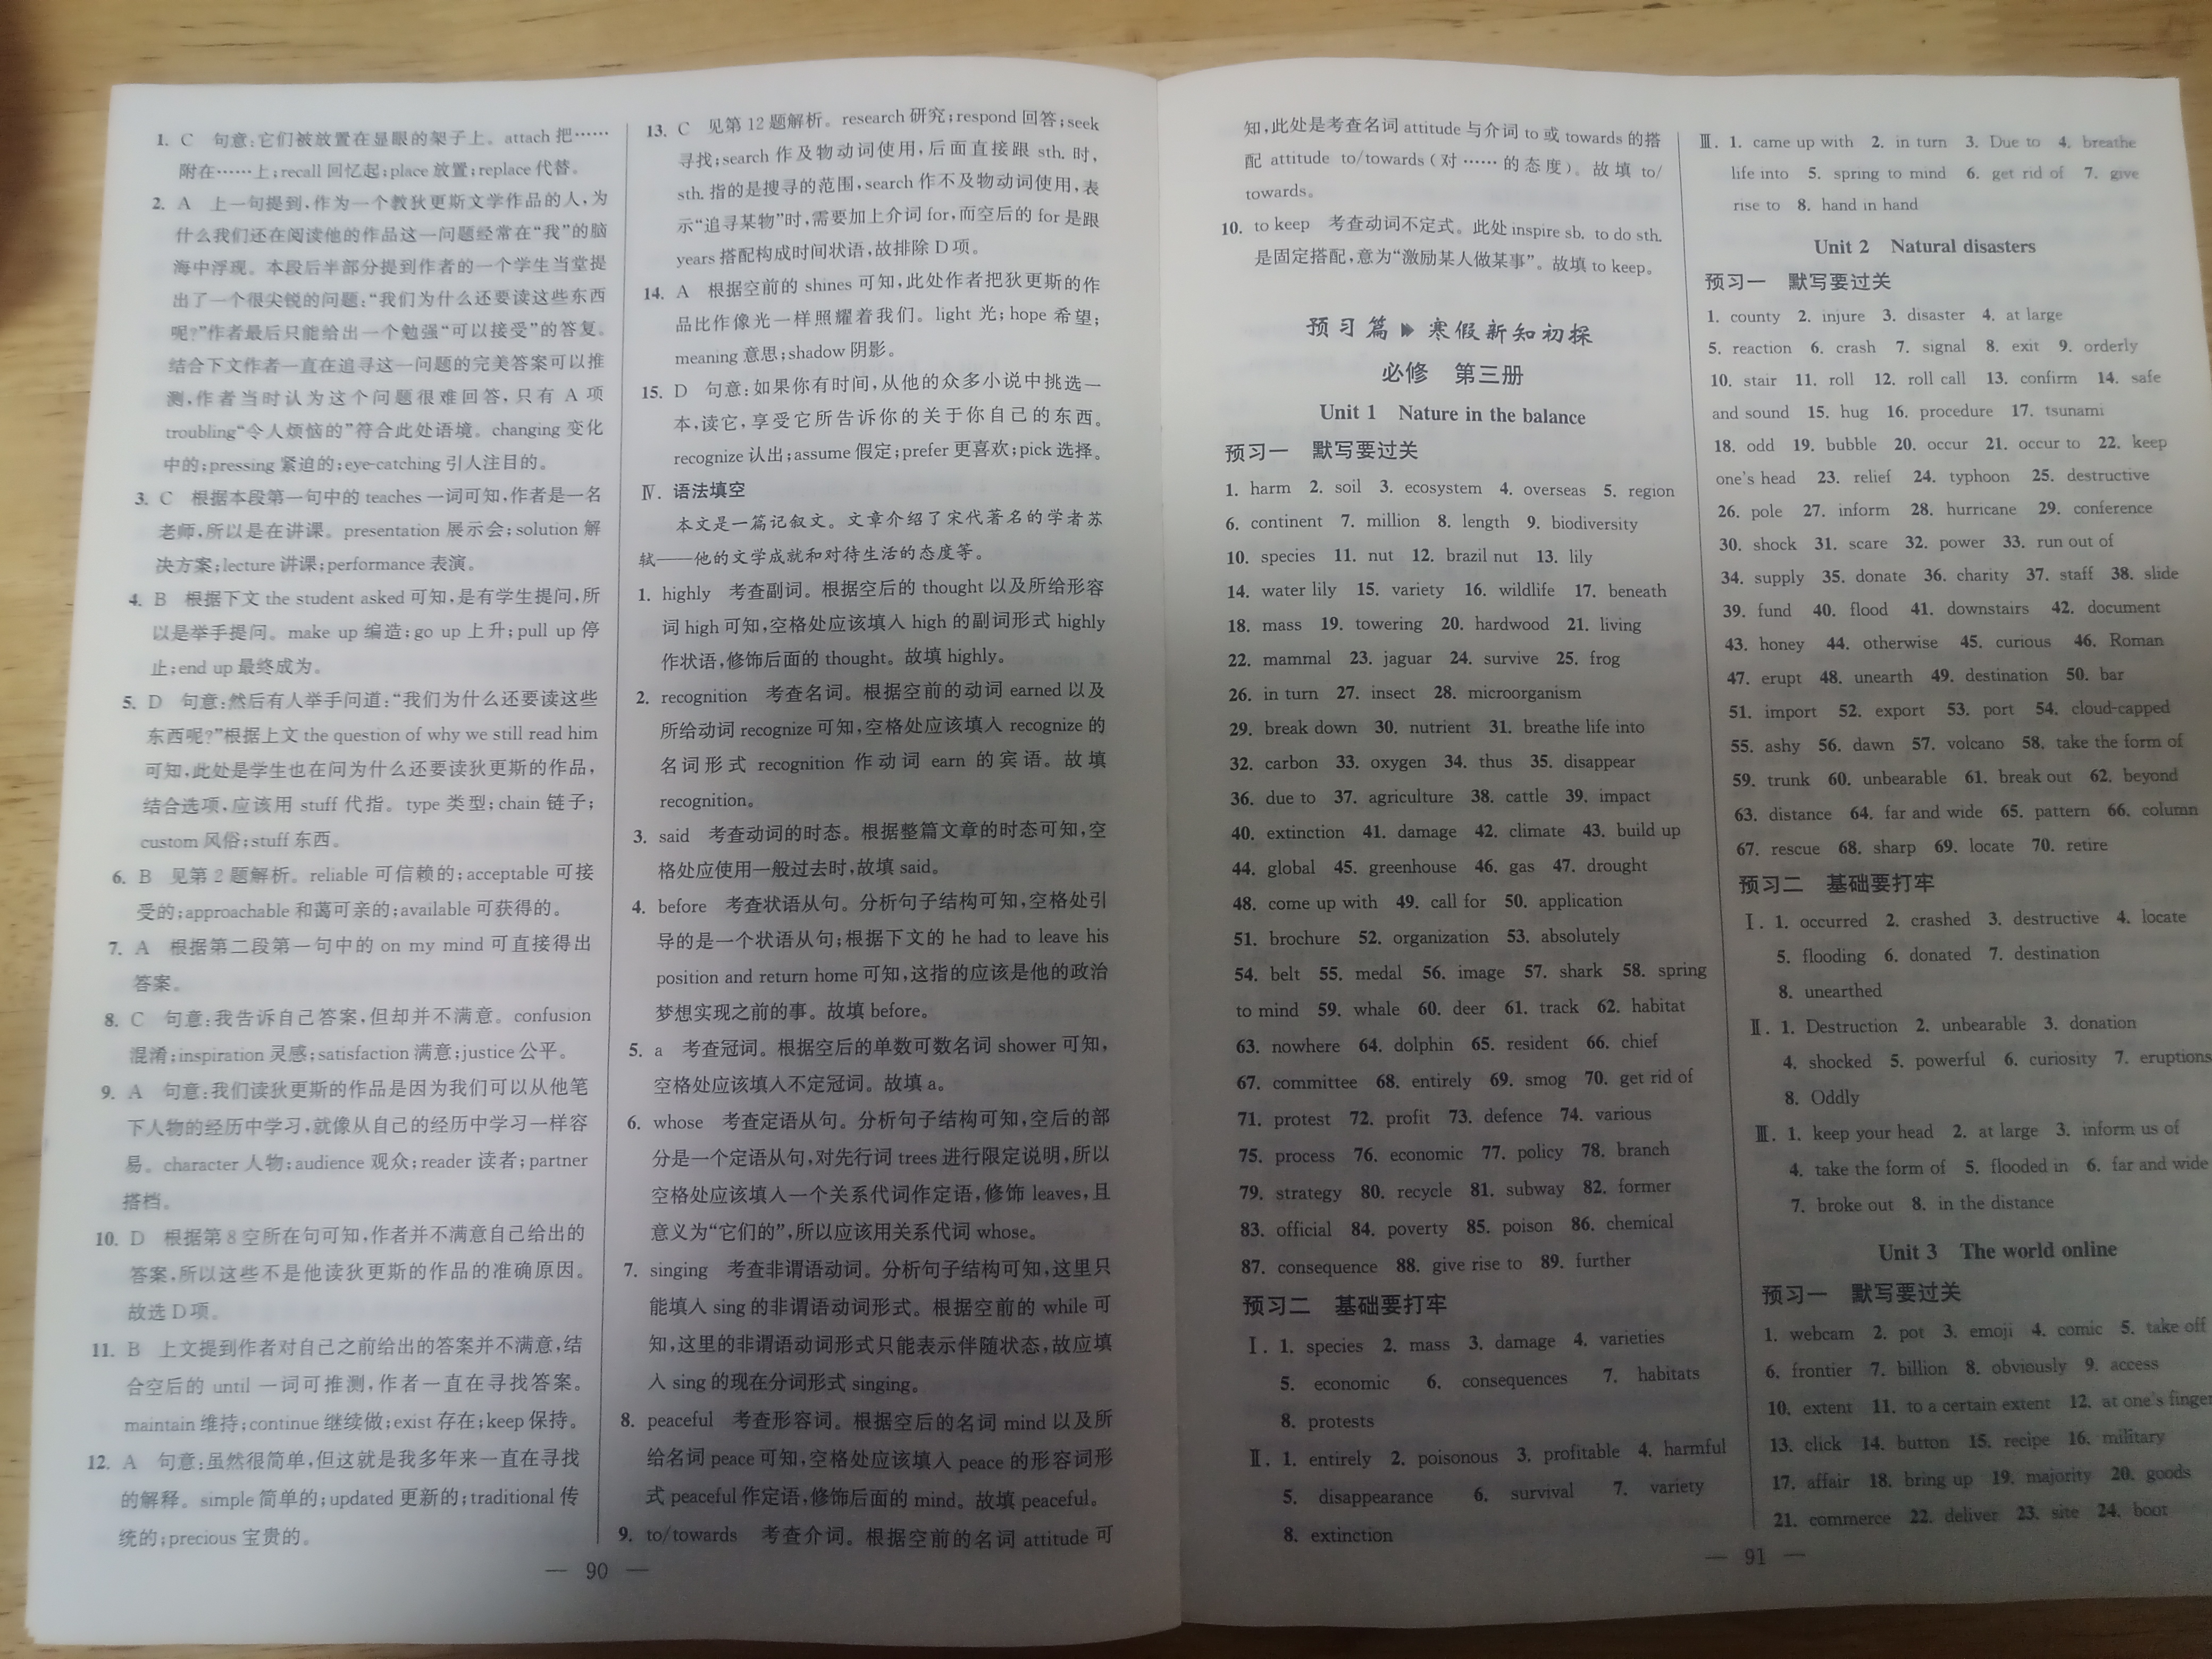 1. C 句意:它们被放置在显眼的架子上。attach 把……
附在……上;recall 回忆起;place 放置;replace 代替。
2. A 上一句提到,作为一个教狄更斯文学作品的人,为
什么我们还在阅读他的作品这一问题经常在“我”的脑
海中浮现。本段后半部分提到作者的一个学生当堂提
出了一个很尖锐的问题:“我们为什么还要读这些东西
呢?”作者最后只能给出一个勉强“可以接受”的答复。
结合下文作者一直在追寻这一问题的完美答案可以推
测,作者当时认为这个问题很难回答,只有 A 项
troubling“令人烦恼的”符合此处语境。changing 变化
中的;pressing 紧迫的;eye-catching 引人注目的。
3. C 根据本段第一句中的 teaches 一词可知,作者是一名
老师,所以是在讲课。presentation 展示会;solution 解
决方案;lecture 讲课;performance 表演。
4. B 根据下文 the student asked 可知,是有学生提问,所
以是举手提问。make up 编造;go up 上升;pull up 停
止;end up 最终成为。
5. D 句意:然后有人举手问道:“我们为什么还要读这些
东西呢?”根据上文 the question of why we still read him
可知,此处是学生也在问为什么还要读狄更斯的作品,
结合选项,应该用 stuff 代指。type 类型;chain 链子;
custom 风俗;stuff 东西。
6. B 见第 2 题解析。reliable 可信赖的;acceptable 可接
受的;approachable 和蔼可亲的;available 可获得的。
7. A 根据第二段第一句中的 on my mind 可直接得出
答案。
8. C 句意:我告诉自己答案,但却并不满意。confusion
混淆;inspiration 灵感;satisfaction 满意;justice 公平。
9. A 句意:我们读狄更斯的作品是因为我们可以从他笔
下人物的经历中学习,就像从自己的经历中学习一样容
易。character 人物;audience 观众;reader 读者;partner
搭档。
10. D 根据第 8 空所在句可知,作者并不满意自己给出的
答案,所以这些不是他读狄更斯的作品的准确原因。
故选 D 项。
11. B 上文提到作者对自己之前给出的答案并不满意,结
合空后的 until 一词可推测,作者一直在寻找答案。
maintain 维持;continue 继续做;exist 存在;keep 保持。
12. A 句意:虽然很简单,但这就是我多年来一直在寻找
的解释。simple 简单的;updated 更新的;traditional 传
统的;precious 宝贵的。
13. C 见第 12 题解析。research 研究;respond 回答;seek
寻找;search 作及物动词使用,后面直接跟 sth. 时,
sth. 指的是搜寻的范围,search 作不及物动词使用,表
示“追寻某物”时,需要加上介词 for,而空后的 for 是跟
years 搭配构成时间状语,故排除 D 项。
14. A 根据空前的 shines 可知,此处作者把狄更斯的作
品比作像光一样照耀着我们。light 光;hope 希望;
meaning 意思;shadow 阴影。
15. D 句意:如果你有时间,从他的众多小说中挑选一
本,读它,享受它所告诉你的关于你自己的东西。
recognize 认出;assume 假定;prefer 更喜欢;pick 选择。
Ⅳ. 语法填空
本文是一篇记叙文。文章介绍了宋代著名的学者苏
轼——他的文学成就和对待生活的态度等。
1. highly 考查副词。根据空后的 thought 以及所给形容
词 high 可知,空格处应该填入 high 的副词形式 highly
作状语,修饰后面的 thought。故填 highly。
2. recognition 考查名词。根据空前的动词 earned 以及
所给动词 recognize 可知,空格处应该填入 recognize 的
名词形式 recognition 作动词 earn 的宾语。故填
recognition。
3. said 考查动词的时态。根据整篇文章的时态可知,空
格处应使用一般过去时,故填 said。
4. before 考查状语从句。分析句子结构可知,空格处引
导的是一个状语从句;根据下文的 he had to leave his
position and return home 可知,这指的应该是他的政治
梦想实现之前的事。故填 before。
5. a 考查冠词。根据空后的单数可数名词 shower 可知,
空格处应该填入不定冠词。故填 a。
6. whose 考查定语从句。分析句子结构可知,空后的部
分是一个定语从句,对先行词 trees 进行限定说明,所以
空格处应该填入一个关系代词作定语,修饰 leaves,且
意义为“它们的”,所以应该用关系代词 whose。
7. singing 考查非谓语动词。分析句子结构可知,这里只
能填入 sing 的非谓语动词形式。根据空前的 while 可
知,这里的非谓语动词形式只能表示伴随状态,故应填
入 sing 的现在分词形式 singing。
8. peaceful 考查形容词。根据空后的名词 mind 以及所
给名词 peace 可知,空格处应该填入 peace 的形容词形
式 peaceful 作定语,修饰后面的 mind。故填 peaceful。
9. to/towards 考查介词。根据空前的名词 attitude 可
— 90 —
知,此处是考查名词 attitude 与介词 to 或 towards 的搭
配 attitude to/towards(对……的态度)。故填 to/
towards。
10. to keep 考查动词不定式。此处 inspire sb. to do sth.
是固定搭配,意为“激励某人做某事”。故填 to keep。
预习篇 寒假新知初探
必修 第三册
Unit 1 Nature in the balance
预习一 默写要过关
1. harm 2. soil 3. ecosystem 4. overseas 5. region
6. continent 7. million 8. length 9. biodiversity
10. species 11. nut 12. brazil nut 13. lily
14. water lily 15. variety 16. wildlife 17. beneath
18. mass 19. towering 20. hardwood 21. living
22. mammal 23. jaguar 24. survive 25. frog
26. in turn 27. insect 28. microorganism
29. break down 30. nutrient 31. breathe life into
32. carbon 33. oxygen 34. thus 35. disappear
36. due to 37. agriculture 38. cattle 39. impact
40. extinction 41. damage 42. climate 43. build up
44. global 45. greenhouse 46. gas 47. drought
48. come up with 49. call for 50. application
51. brochure 52. organization 53. absolutely
54. belt 55. medal 56. image 57. shark 58. spring
to mind 59. whale 60. deer 61. track 62. habitat
63. nowhere 64. dolphin 65. resident 66. chief
67. committee 68. entirely 69. smog 70. get rid of
71. protest 72. profit 73. defence 74. various
75. process 76. economic 77. policy 78. branch
79. strategy 80. recycle 81. subway 82. former
83. official 84. poverty 85. poison 86. chemical
87. consequence 88. give rise to 89. further
预习二 基础要打牢
Ⅰ. 1. species 2. mass 3. damage 4. varieties
5. economic 6. consequences 7. habitats
8. protests
Ⅱ. 1. entirely 2. poisonous 3. profitable 4. harmful
5. disappearance 6. survival 7. variety
8. extinction
Ⅲ. 1. came up with 2. in turn 3. Due to 4. breathe
life into 5. spring to mind 6. get rid of 7. give
rise to 8. hand in hand
Unit 2 Natural disasters
预习一 默写要过关
1. county 2. injure 3. disaster 4. at large
5. reaction 6. crash 7. signal 8. exit 9. orderly
10. stair 11. roll 12. roll call 13. confirm 14. safe
and sound 15. hug 16. procedure 17. tsunami
18. odd 19. bubble 20. occur 21. occur to 22. keep
one's head 23. relief 24. typhoon 25. destructive
26. pole 27. inform 28. hurricane 29. conference
30. shock 31. scare 32. power 33. run out of
34. supply 35. donate 36. charity 37. staff 38. slide
39. fund 40. flood 41. downstairs 42. document
43. honey 44. otherwise 45. curious 46. Roman
47. erupt 48. unearth 49. destination 50. bar
51. import 52. export 53. port 54. cloud-capped
55. ashy 56. dawn 57. volcano 58. take the form of
59. trunk 60. unbearable 61. break out 62. beyond
63. distance 64. far and wide 65. pattern 66. column
67. rescue 68. sharp 69. locate 70. retire
预习二 基础要打牢
Ⅰ. 1. occurred 2. crashed 3. destructive 4. locate
5. flooding 6. donated 7. destination
8. unearthed
Ⅱ. 1. Destruction 2. unbearable 3. donation
4. shocked 5. powerful 6. curiosity 7. eruptions
8. Oddly
Ⅲ. 1. keep your head 2. at large 3. inform us of
4. take the form of 5. flooded in 6. far and wide
7. broke out 8. in the distance
Unit 3 The world online
预习一 默写要过关
1. webcam 2. pot 3. emoji 4. comic 5. take off
6. frontier 7. billion 8. obviously 9. access
10. extent 11. to a certain extent 12. at one's
13. click 14. button 15. recipe 16. military
17. affair 18. bring up 19. majority 20. goods
21. commerce 22. deliver 23. site 24. boot
— 91 —